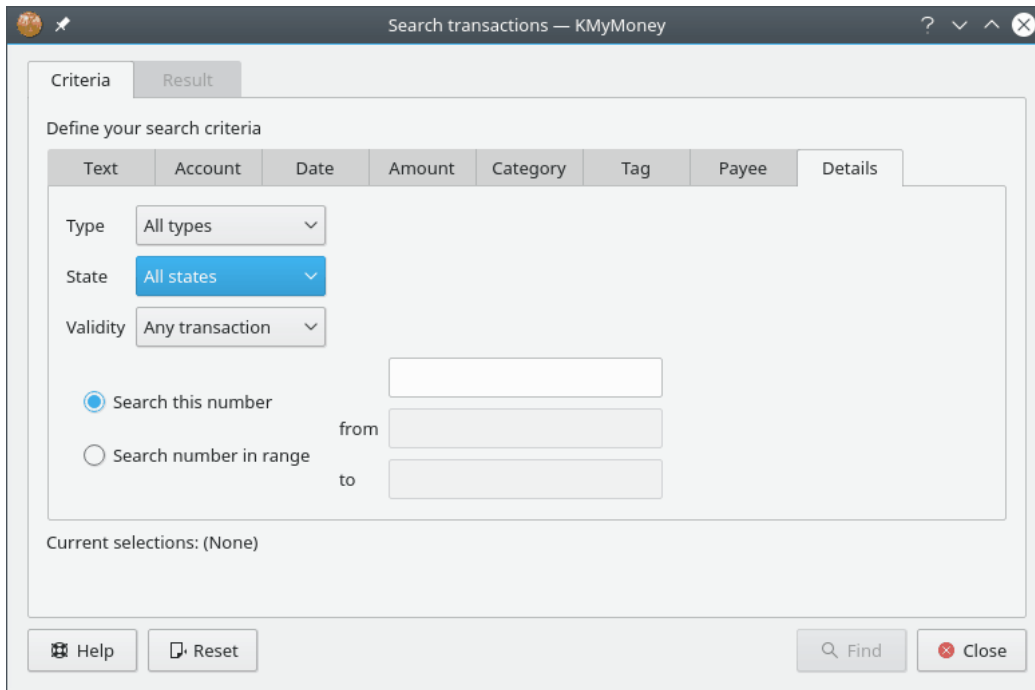 Search transactions — KMyMoney
Criteria Result
Define your search criteria
Text Account Date Amount Category Tag Payee Details
Type All types
State All states
Validity Any transaction
Search this number
from
Search number in range
to
Current selections: (None)
Help Reset Find Close